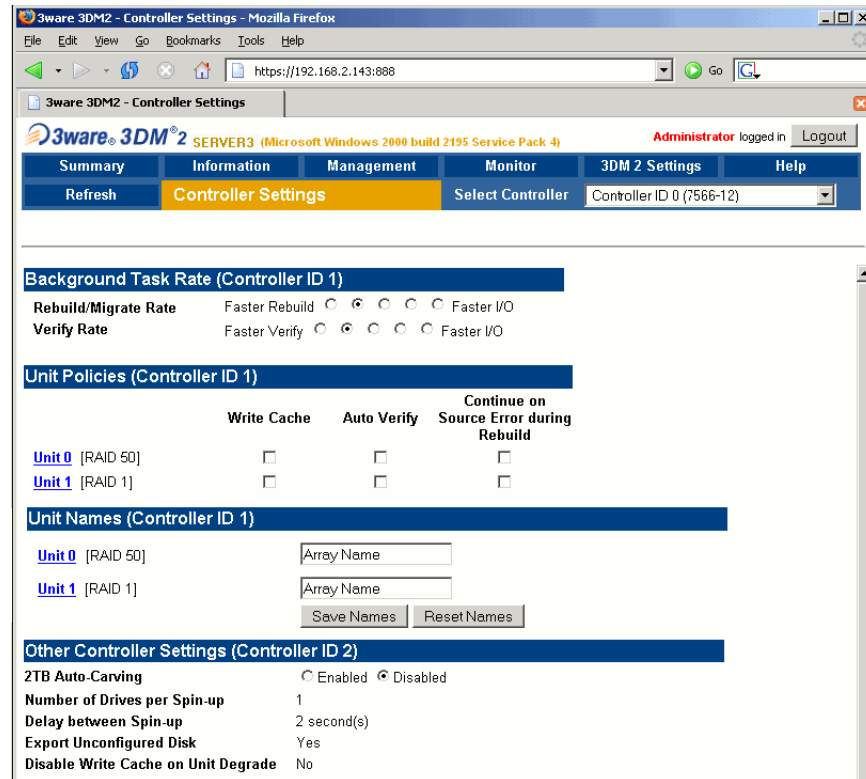 3ware 3DM2 - Controller Settings - Mozilla Firefox
File Edit View Go Bookmarks Tools Help
https://192.168.2.143:888 Go G
3ware 3DM2 - Controller Settings
3ware® 3DM®2 SERVER3 (Microsoft Windows 2000 build 2195 Service Pack 4) Administrator logged in Logout
Summary Information Management Monitor 3DM 2 Settings Help
Refresh Controller Settings Select Controller Controller ID 0 (7566-12)
Background Task Rate (Controller ID 1)
Rebuild/Migrate Rate Faster Rebuild Faster I/O
Verify Rate Faster Verify Faster I/O
Unit Policies (Controller ID 1)
Write Cache Auto Verify Continue on
Source Error during
Rebuild
Unit 0 [RAID 50]
Unit 1 [RAID 1]
Unit Names (Controller ID 1)
Unit 0 [RAID 50] Array Name
Unit 1 [RAID 1] Array Name
Save Names Reset Names
Other Controller Settings (Controller ID 2)
2TB Auto-Carving Enabled Disabled
Number of Drives per Spin-up 1
Delay between Spin-up 2 second(s)
Export Unconfigured Disk Yes
Disable Write Cache on Unit Degrade No